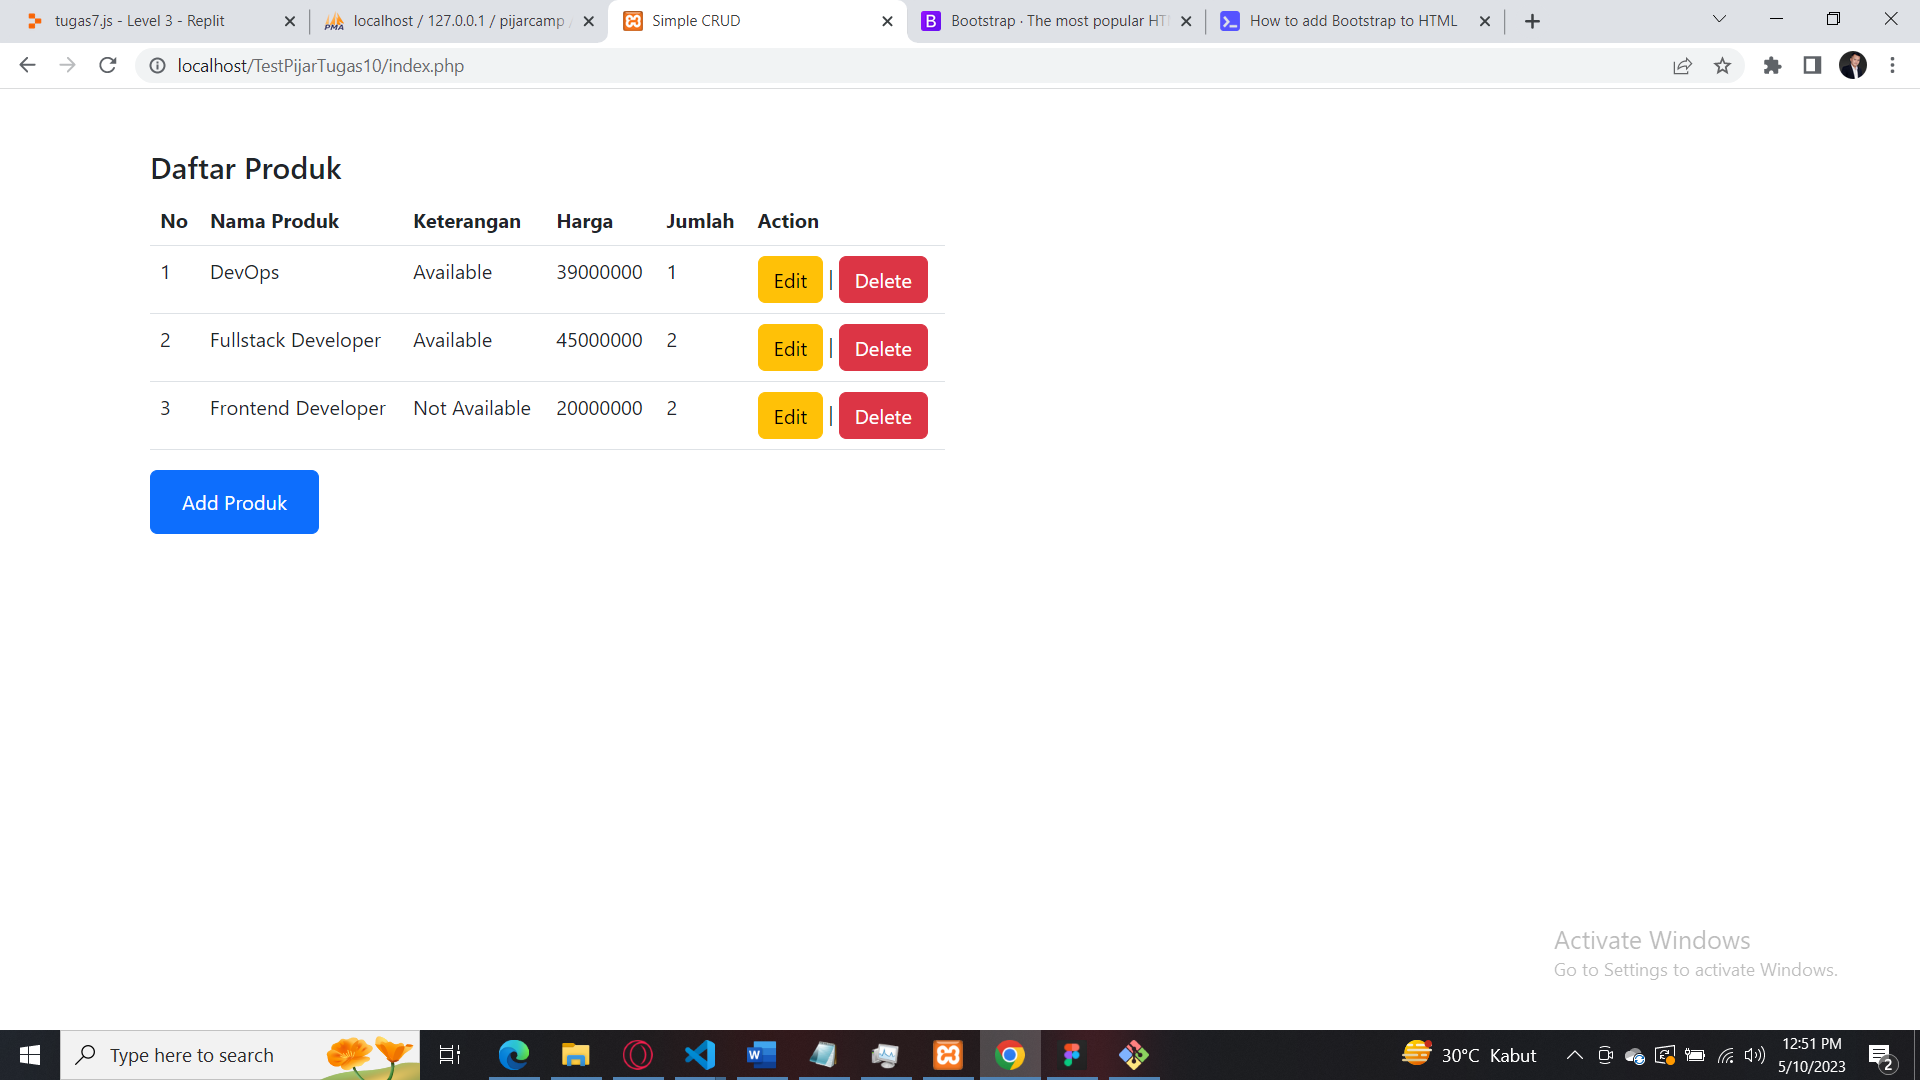 tugas7.js - Level 3 - Replit
localhost / 127.0.0.1 / pijarcamp /
Simple CRUD
Bootstrap · The most popular HT
How to add Bootstrap to HTML
localhost/TestPijarTugas10/index.php
Daftar Produk
No Nama Produk Keterangan Harga Jumlah Action
1 DevOps Available 39000000 1 Edit | Delete
2 Fullstack Developer Available 45000000 2 Edit | Delete
3 Frontend Developer Not Available 20000000 2 Edit | Delete
Add Produk
Activate Windows
Go to Settings to activate Windows.
Type here to search
30°C Kabut
12:51 PM
5/10/2023
2